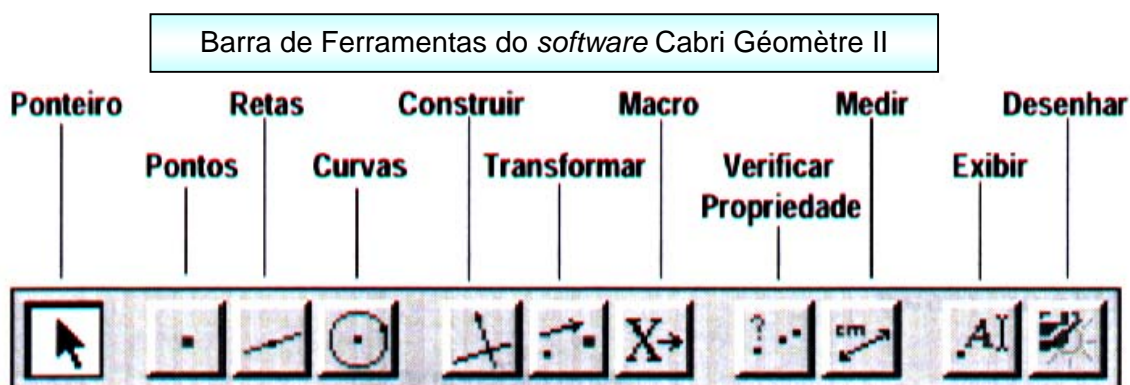 Barra de Ferramentas do software Cabri Géomètre II
Ponteiro Retas Construir Macro Medir Desenhar
Pontos Curvas Transformar Verificar Propriedade Exibir
? cm X A